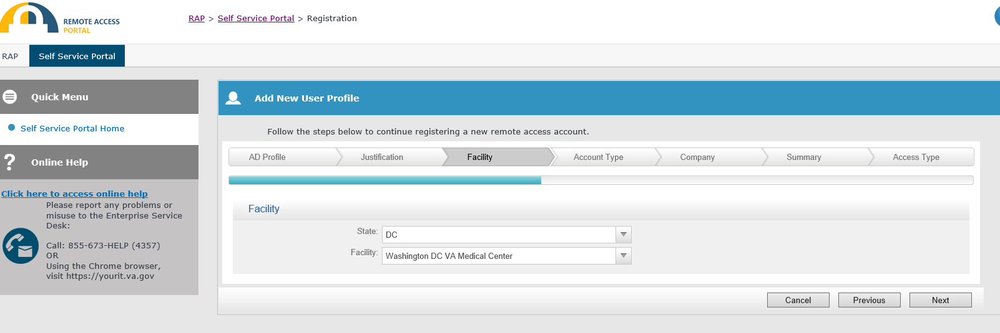 REMOTE ACCESS
PORTAL
RAP > Self Service Portal > Registration
RAP
Self Service Portal
Quick Menu
Self Service Portal Home
Online Help
Click here to access online help
Please report any problems or
misuse to the Enterprise Service
Desk:
Call: 855-673-HELP (4357)
OR
Using the Chrome browser,
visit https://yourit.va.gov
Add New User Profile
Follow the steps below to continue registering a new remote access account.
AD Profile
Justification
Facility
Account Type
Company
Summary
Access Type
Facility
State: DC
Facility: Washington DC VA Medical Center
Cancel
Previous
Next